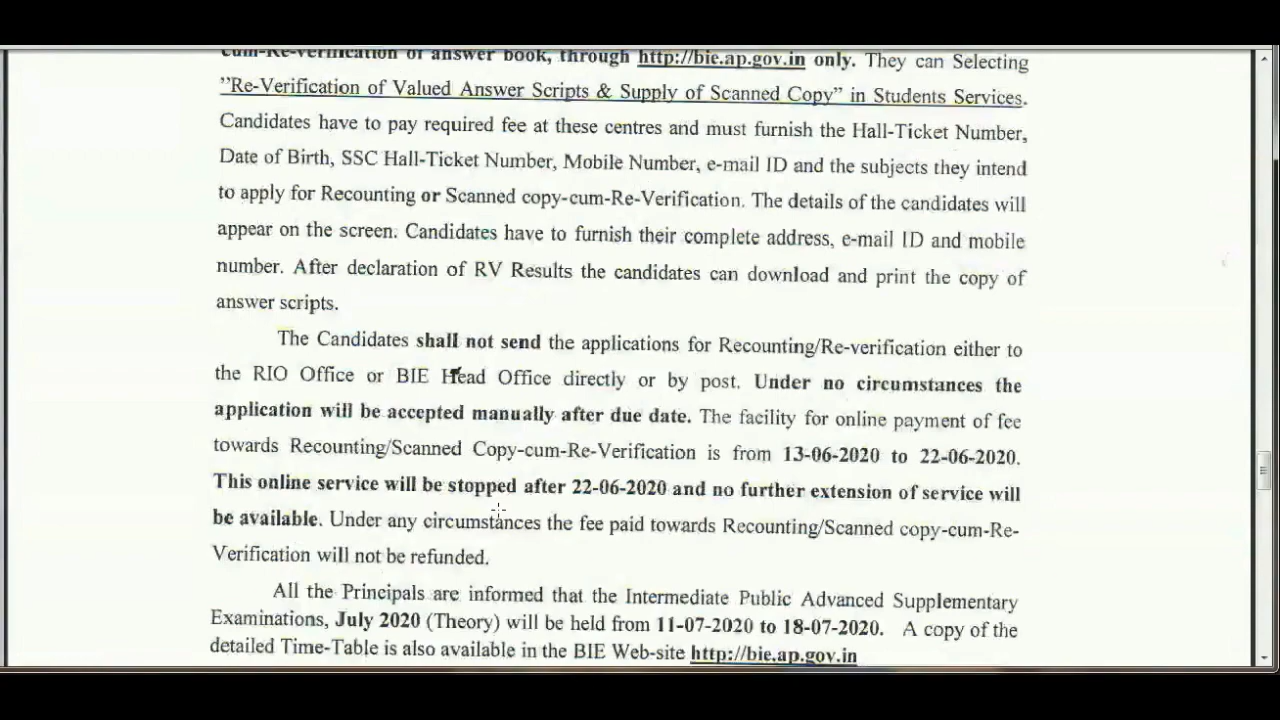 cum-Re-verification of answer book, through http://bie.ap.gov.in only. They can Selecting
”Re-Verification of Valued Answer Scripts & Supply of Scanned Copy” in Students Services.
Candidates have to pay required fee at these centres and must furnish the Hall-Ticket Number,
Date of Birth, SSC Hall-Ticket Number, Mobile Number, e-mail ID and the subjects they intend
to apply for Recounting or Scanned copy-cum-Re-Verification. The details of the candidates will
appear on the screen. Candidates have to furnish their complete address, e-mail ID and mobile
number. After declaration of RV Results the candidates can download and print the copy of
answer scripts.
The Candidates shall not send the applications for Recounting/Re-verification either to
the RIO Office or BIE Head Office directly or by post. Under no circumstances the
application will be accepted manually after due date. The facility for online payment of fee
towards Recounting/Scanned Copy-cum-Re-Verification is from 13-06-2020 to 22-06-2020.
This online service will be stopped after 22-06-2020 and no further extension of service will
be available. Under any circumstances the fee paid towards Recounting/Scanned copy-cum-Re-
Verification will not be refunded.
All the Principals are informed that the Intermediate Public Advanced Supplementary
Examinations, July 2020 (Theory) will be held from 11-07-2020 to 18-07-2020. A copy of the
detailed Time-Table is also available in the BIE Web-site http://bie.ap.gov.in